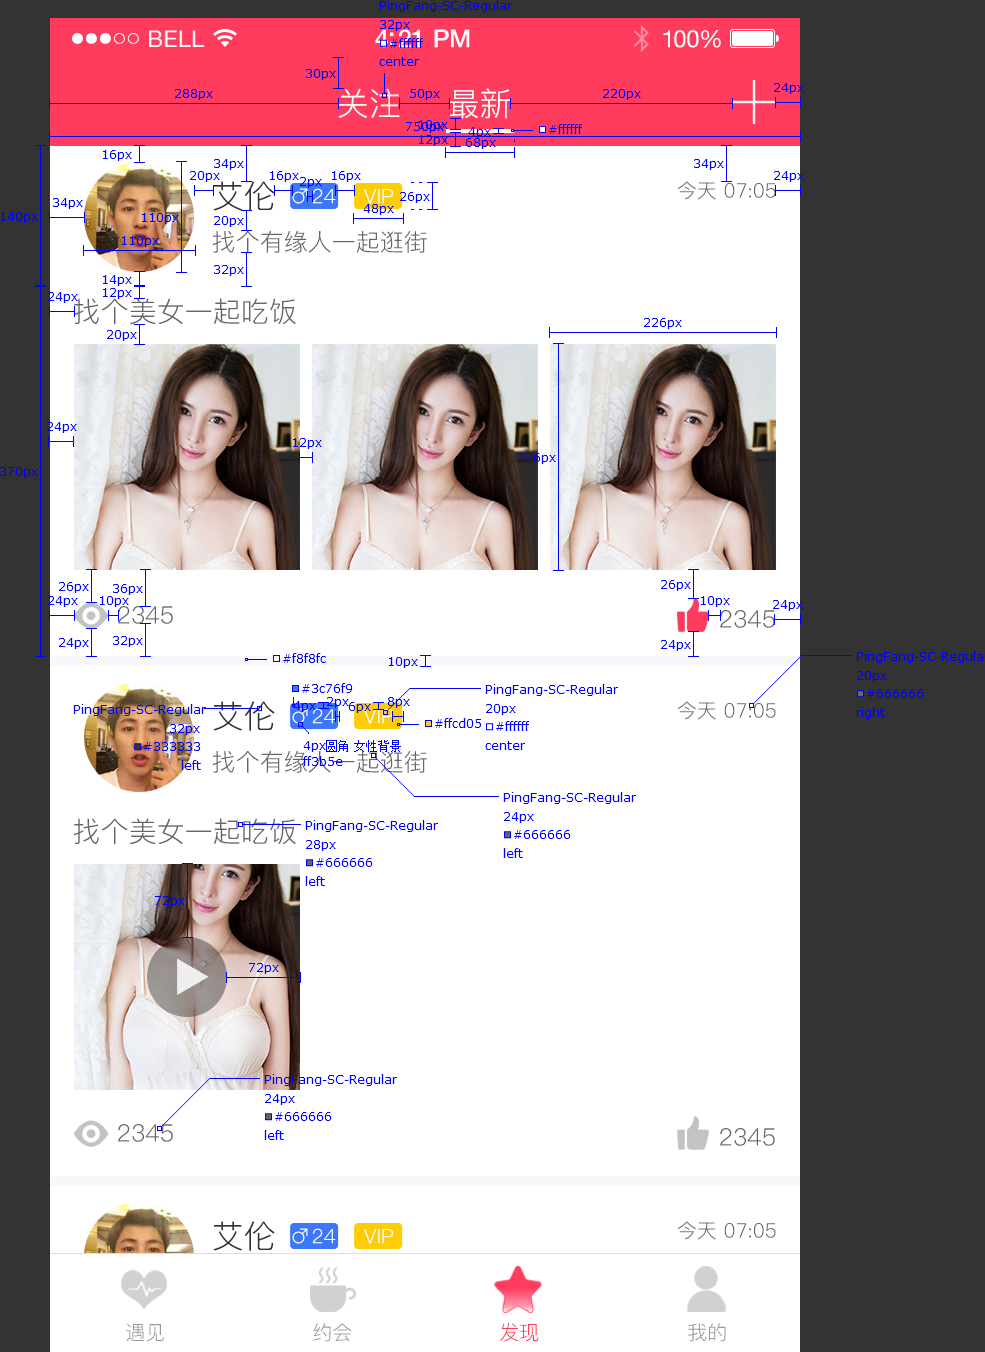 PingFang-SC-Regular
32px
#ffffff
center
BELL
4:21 PM
100%
30px
288px
关注
50px
最新
220px
24px
10px
750px
4px
#ffffff
12px
68px
16px
34px
34px
20px
艾伦
16px
2px
24
16px
VIP
26px
今天 07:05
24px
34px
48px
140px
110px
20px
110px
找个有缘人一起逛街
32px
14px
12px
24px
找个美女一起吃饭
20px
226px
24px
12px
370px
26px
36px
26px
24px
10px
2345
10px
2345
24px
24px
32px
24px
#f8f8fc
10px
PingFang-SC-Regular
20px
#666666
right
#3c76f9
PingFang-SC-Regular
20px
#ffffff
center
4px
2px
6px
8px
PingFang-SC-Regular
32px
#333333
left
艾伦
24
VIP
#ffcd05
今天 07:05
4px圆角 女性背景
ff3b5e
找个有缘人一起逛街
PingFang-SC-Regular
24px
#666666
left
找个美女一起吃饭
PingFang-SC-Regular
28px
#666666
left
72px
72px
PingFang-SC-Regular
24px
#666666
left
2345
2345
艾伦
24
VIP
今天 07:05
遇见
约会
发现
我的